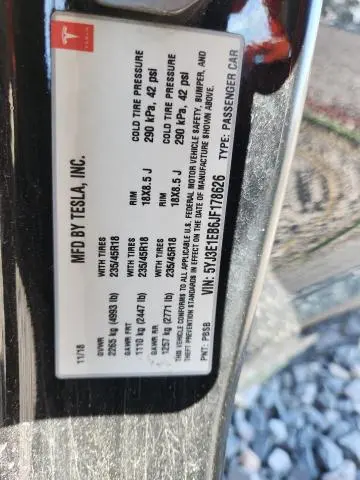 TESLA
MFD BY TESLA, INC.
11/18
GVWR
2265 kg (4993 lb)
WITH TIRES
235/45R18
RIM
18X8.5 J
COLD TIRE PRESSURE
290 kPa, 42 psi
GAWR FRT
1110 kg (2447 lb)
WITH TIRES
235/45R18
RIM
18X8.5 J
COLD TIRE PRESSURE
290 kPa, 42 psi
GAWR RR
1257 kg (2771 lb)
THIS VEHICLE CONFORMS TO ALL APPLICABLE U.S. FEDERAL MOTOR VEHICLE SAFETY, BUMPER, AND
THEFT PREVENTION STANDARDS IN EFFECT ON THE DATE OF MANUFACTURE SHOWN ABOVE.
VIN: 5YJ3E1EB6JF178626
PNT: PBSB
TYPE: PASSENGER CAR